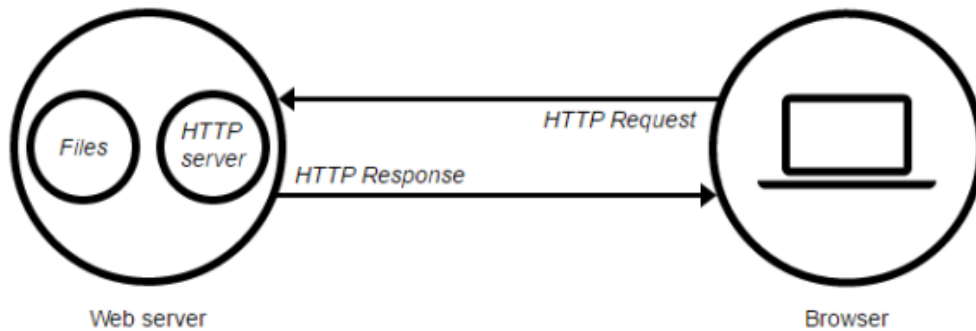 Files
HTTP
server
HTTP Request
HTTP Response
Web server
Browser